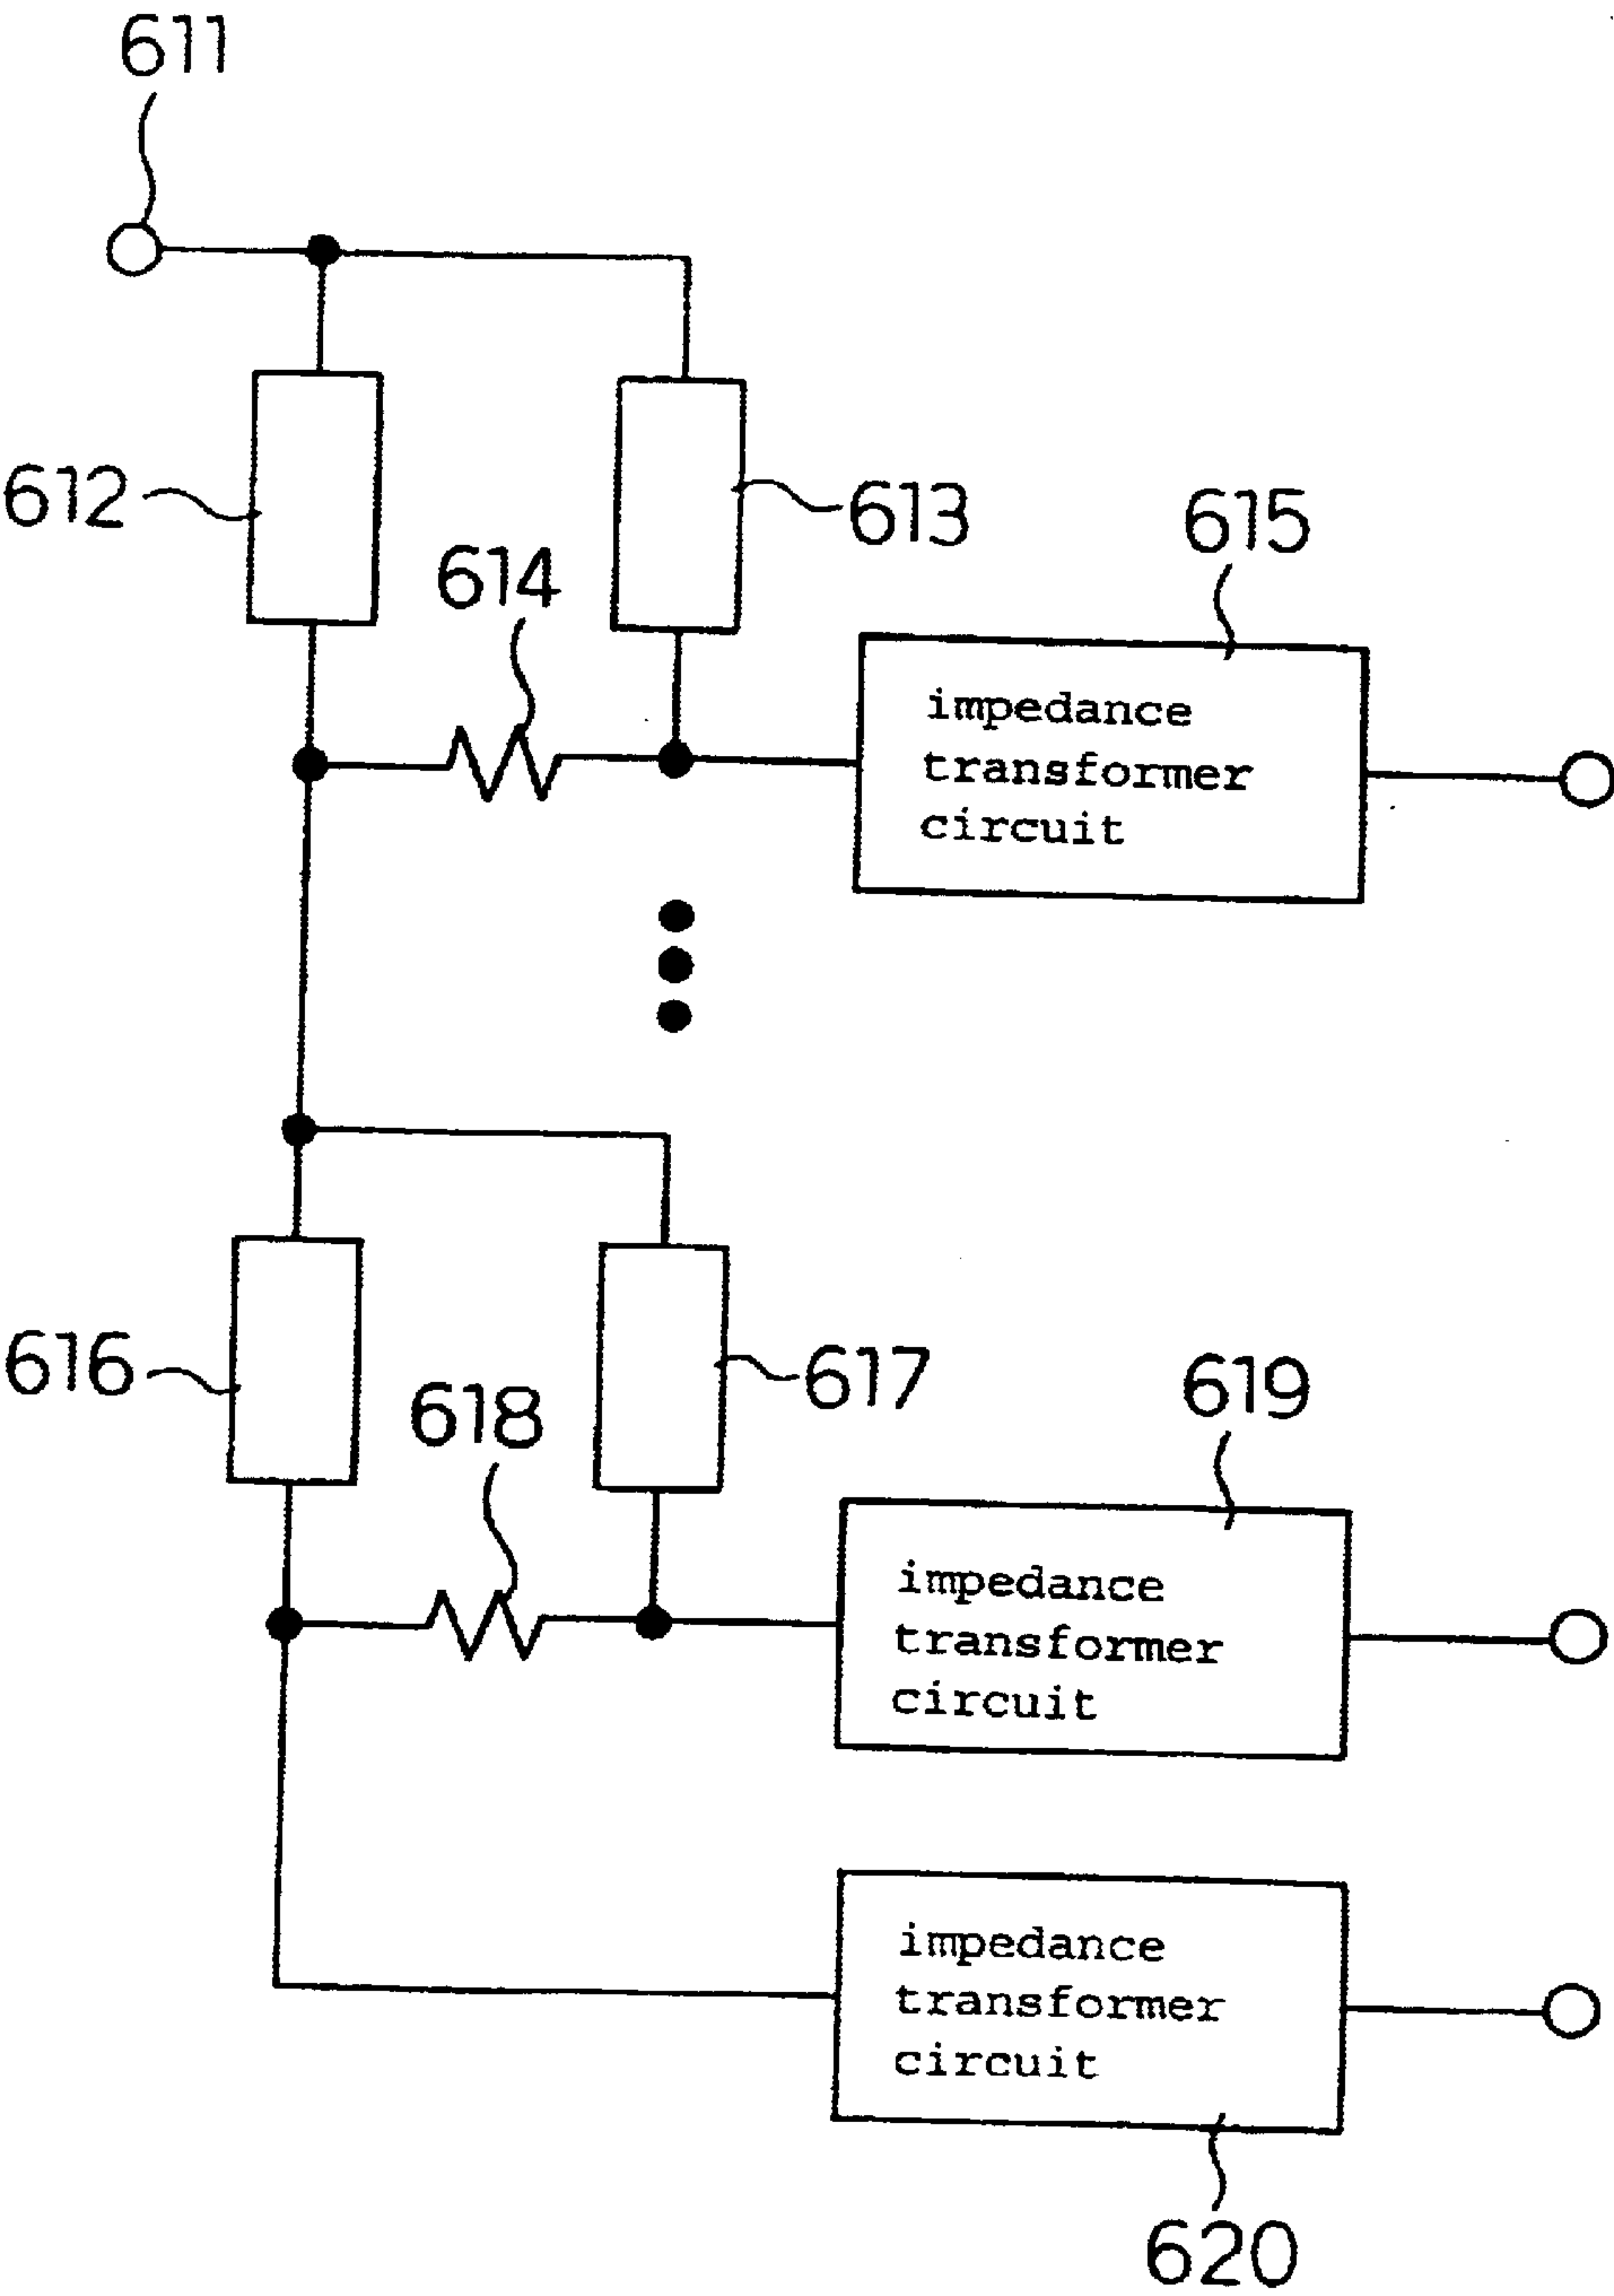 611
612
613
614
615
impedance
transformer
circuit
616
617
618
619
impedance
transformer
circuit
impedance
transformer
circuit
620